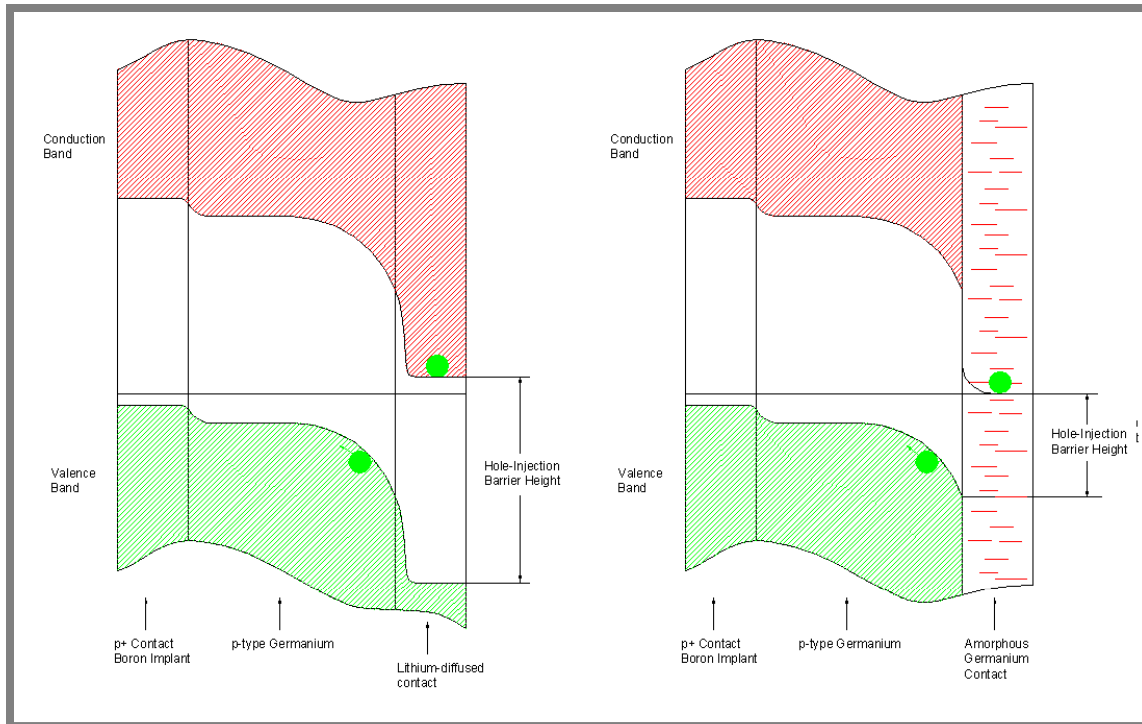 Conduction
Band
Valence
Band
Hole-Injection
Barrier Height
p+ Contact
Boron Implant
p-type Germanium
Lithium-diffused
contact
Conduction
Band
Valence
Band
Hole-Injection
Barrier Height
p+ Contact
Boron Implant
p-type Germanium
Amorphous
Germanium
Contact